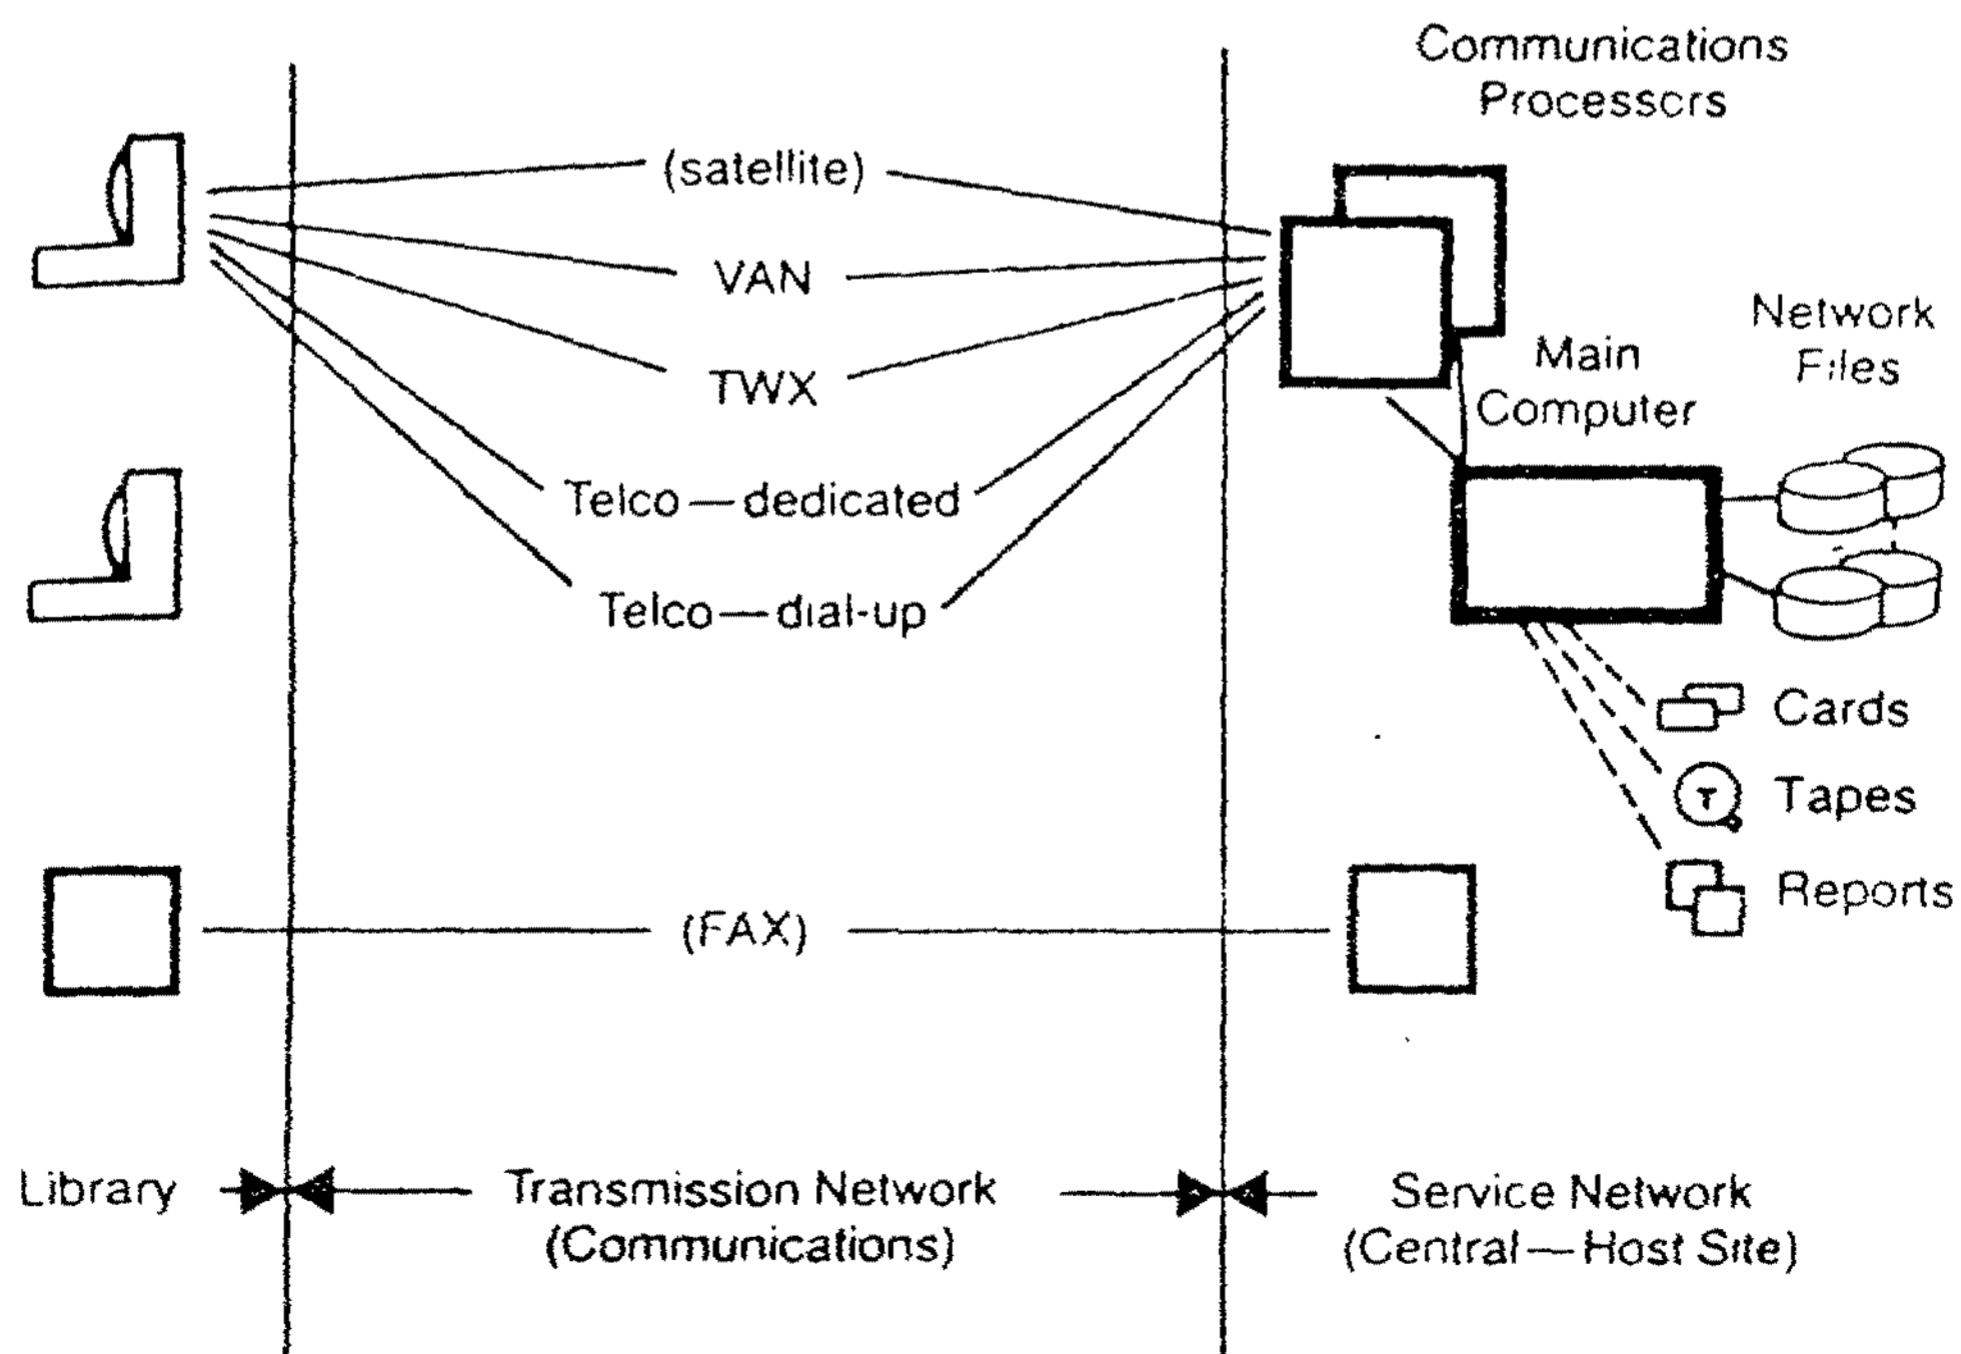 Communications
Processors
(satellite)
VAN
TWX
Telco — dedicated
Telco — dial-up
Main
Computer
Network
Files
Cards
T Tapes
Reports
(FAX)
Library
Transmission Network
(Communications)
Service Network
(Central — Host Site)